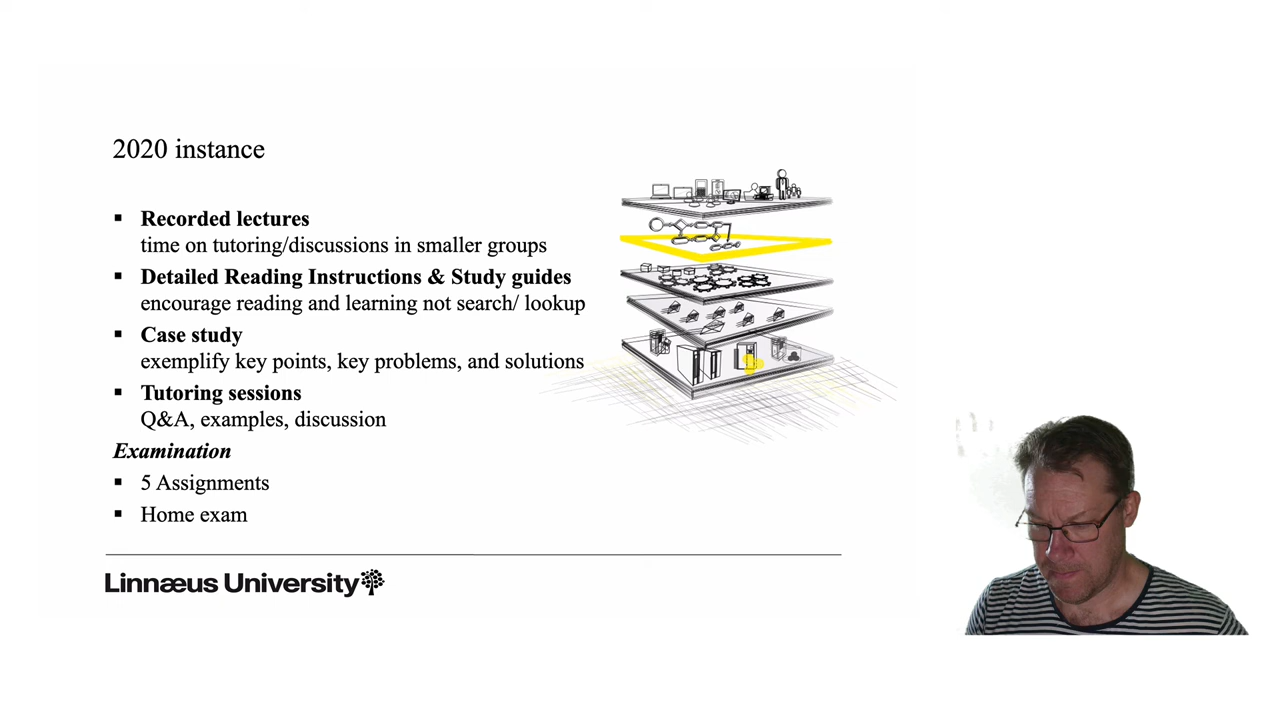 2020 instance
▪ Recorded lectures
time on tutoring/discussions in smaller groups
▪ Detailed Reading Instructions & Study guides
encourage reading and learning not search/ lookup
▪ Case study
exemplify key points, key problems, and solutions
▪ Tutoring sessions
Q&A, examples, discussion
Examination
▪ 5 Assignments
▪ Home exam
Linnæus University